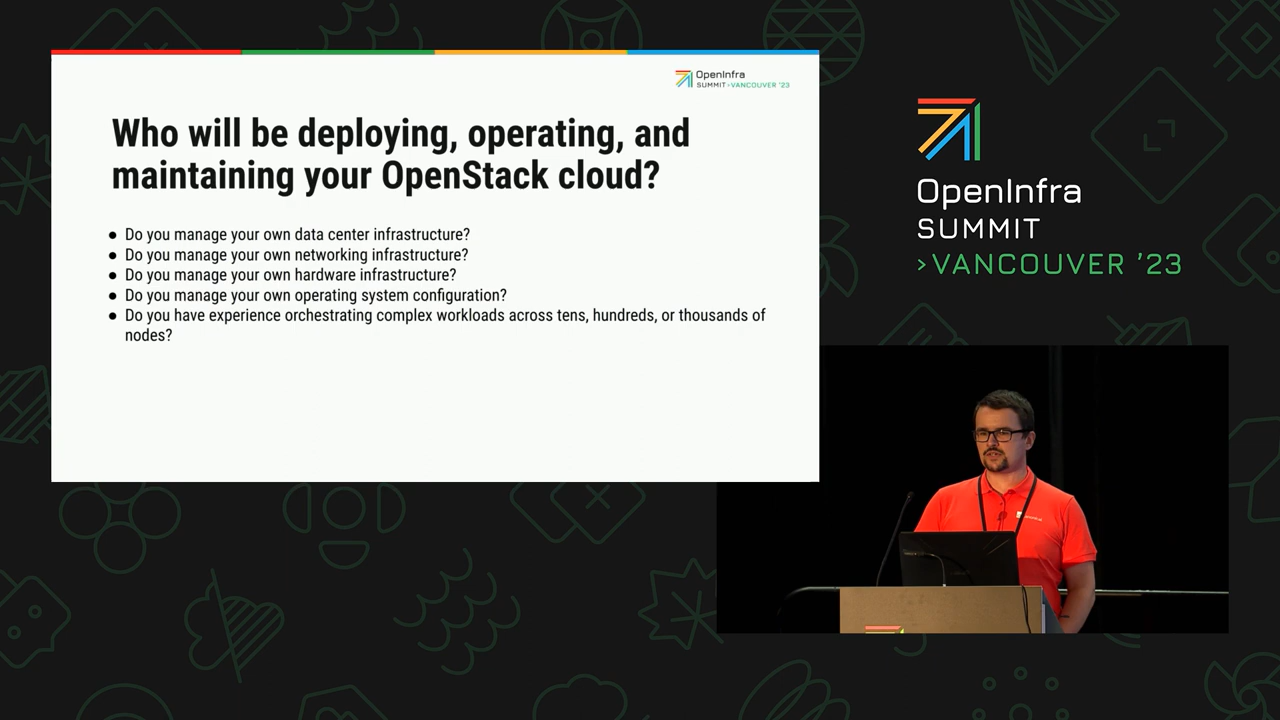 OpenInfra
SUMMIT›VANCOUVER '23
Who will be deploying, operating, and
maintaining your OpenStack cloud?
● Do you manage your own data center infrastructure?
● Do you manage your own networking infrastructure?
● Do you manage your own hardware infrastructure?
● Do you manage your own operating system configuration?
● Do you have experience orchestrating complex workloads across tens, hundreds, or thousands of
nodes?
OpenInfra
SUMMIT
›VANCOUVER '23